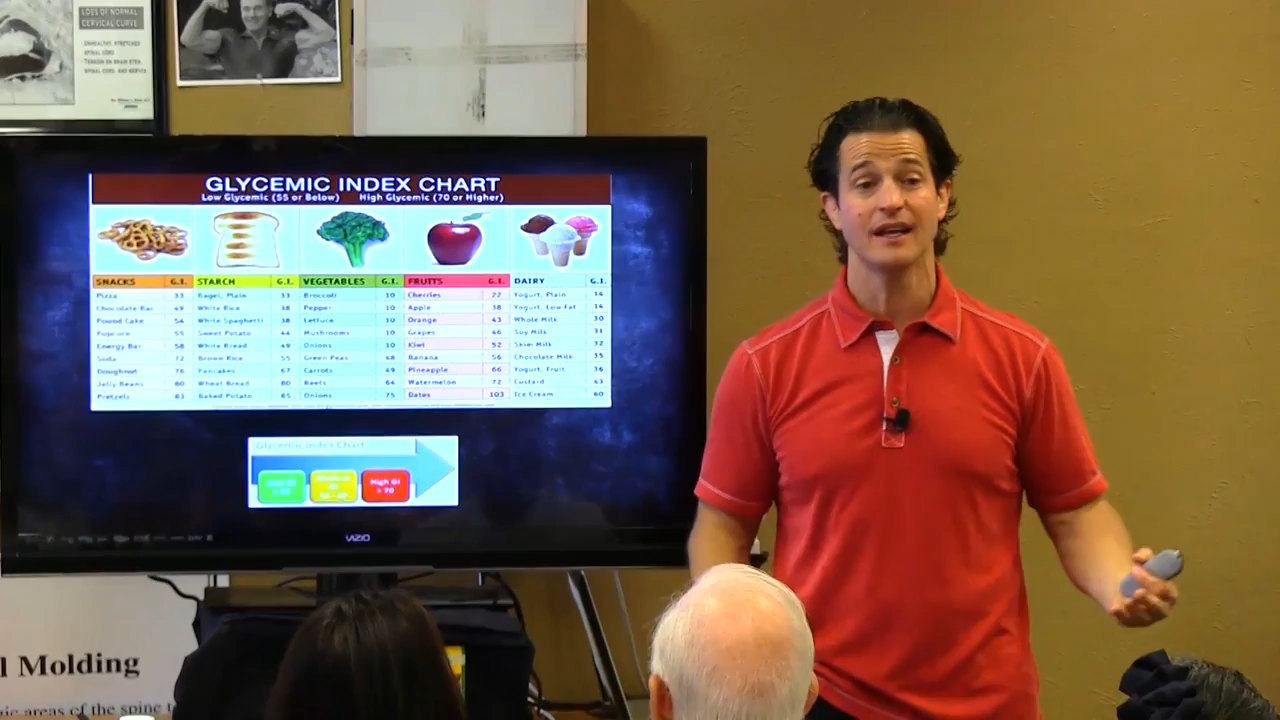 LOSS OF NORMAL
CERVICAL CURVE
GLYCEMIC INDEX CHART
Low Glycemic (55 or Below) High Glycemic (70 or Higher)
SNACKS G.I. STARCH G.I. VEGETABLES G.I. FRUITS G.I. DAIRY G.I.
Pizza 33 Bagel, Plain 33 Broccoli 10 Cherries 22 Yogurt, Plain 14
Chocolate Bar 49 White Rice 38 Pepper 10 Apple 38 Yogurt, Low Fat 14
Pound Cake 54 White Spaghetti 38 Lettuce 10 Orange 43 Whole Milk 30
Popcorn 55 Sweet Potato 44 Mushrooms 10 Grapes 46 Soy Milk 31
Energy Bar 58 White Bread 49 Onions 10 Kiwi 52 Skim Milk 32
Soda 72 Brown Rice 55 Green Peas 48 Banana 56 Chocolate Milk 35
Doughnut 76 Pancakes 67 Carrots 49 Pineapple 66 Yogurt, Fruit 36
Jelly Beans 80 Wheat Bread 80 Beets 64 Watermelon 72 Custard 43
Pretzels 83 Baked Potato 85 Onions 75 Dates 103 Ice Cream 60
Glycemic Index Chart
High GI
> 70
VIZIO
l Molding
ric areas of the spine t